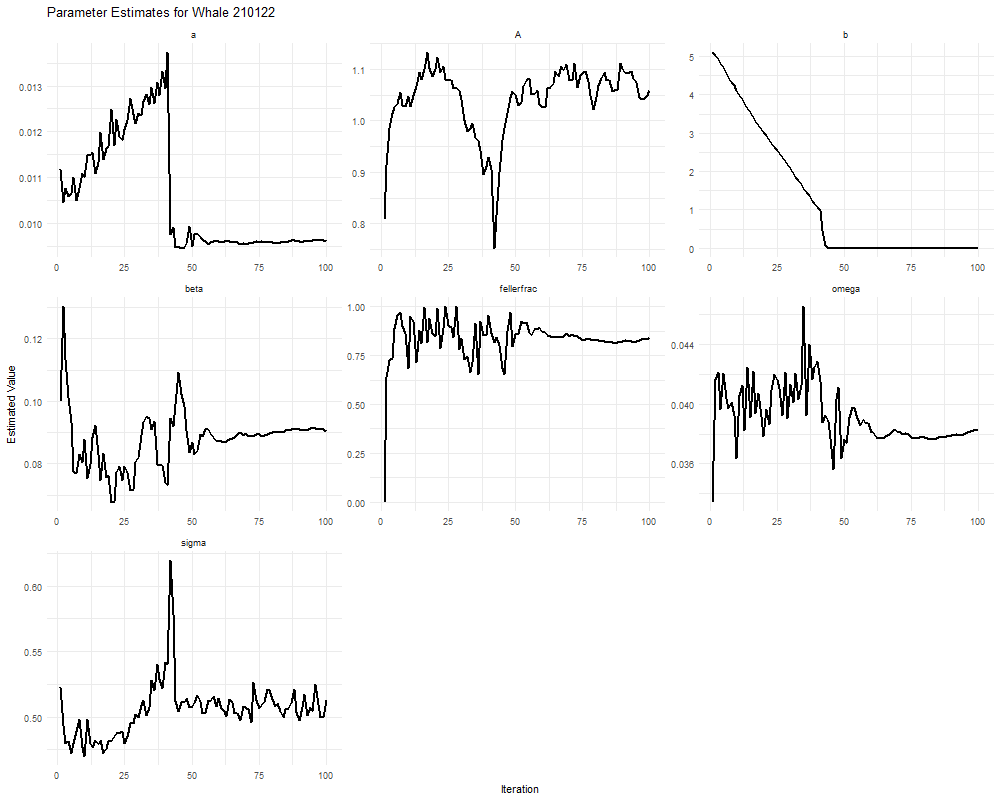 Parameter Estimates for Whale 210122
a
A
b
0.013
0.012
0.011
0.010
1.1
1.0
0.9
0.8
5
4
3
2
1
0
0 25 50 75 100
0 25 50 75 100
0 25 50 75 100
beta
fellerfrac
omega
0.12
0.10
0.08
1.00
0.75
0.50
0.25
0.00
0.044
0.040
0.036
0 25 50 75 100
0 25 50 75 100
0 25 50 75 100
Estimated Value
sigma
0.60
0.55
0.50
0 25 50 75 100
Iteration